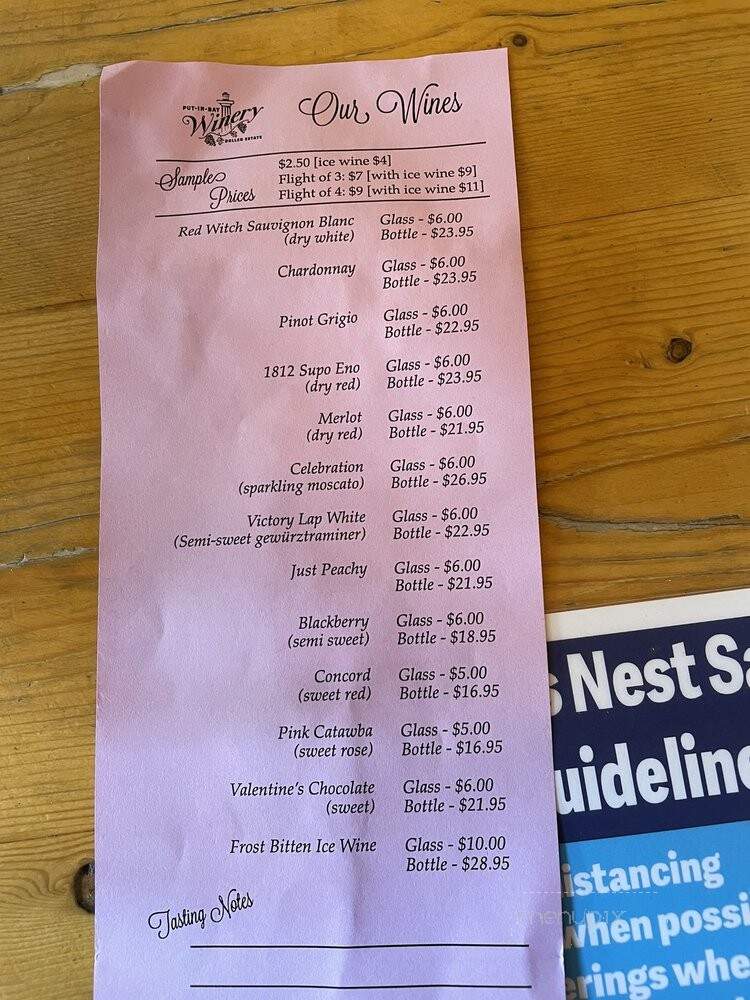 PUT-IN-BAY
Winery
HELLER ESTATE
Our Wines
Sample Prices
$2.50 [ice wine $4]
Flight of 3: $7 [with ice wine $9]
Flight of 4: $9 [with ice wine $11]
Red Witch Sauvignon Blanc Glass - $6.00
(dry white) Bottle - $23.95
Chardonnay Glass - $6.00
Bottle - $23.95
Pinot Grigio Glass - $6.00
Bottle - $22.95
1812 Supo Eno Glass - $6.00
(dry red) Bottle - $23.95
Merlot Glass - $6.00
(dry red) Bottle - $21.95
Celebration Glass - $6.00
(sparkling moscato) Bottle - $26.95
Victory Lap White Glass - $6.00
(Semi-sweet gewürztraminer) Bottle - $22.95
Just Peachy Glass - $6.00
Bottle - $21.95
Blackberry Glass - $6.00
(semi sweet) Bottle - $18.95
Concord Glass - $5.00
(sweet red) Bottle - $16.95
Pink Catawba Glass - $5.00
(sweet rose) Bottle - $16.95
Valentine's Chocolate Glass - $6.00
(sweet) Bottle - $21.95
Frost Bitten Ice Wine Glass - $10.00
Bottle - $28.95
Tasting Notes
s Nest Sa
uideline
istancing
when possi
erings whe
menupix